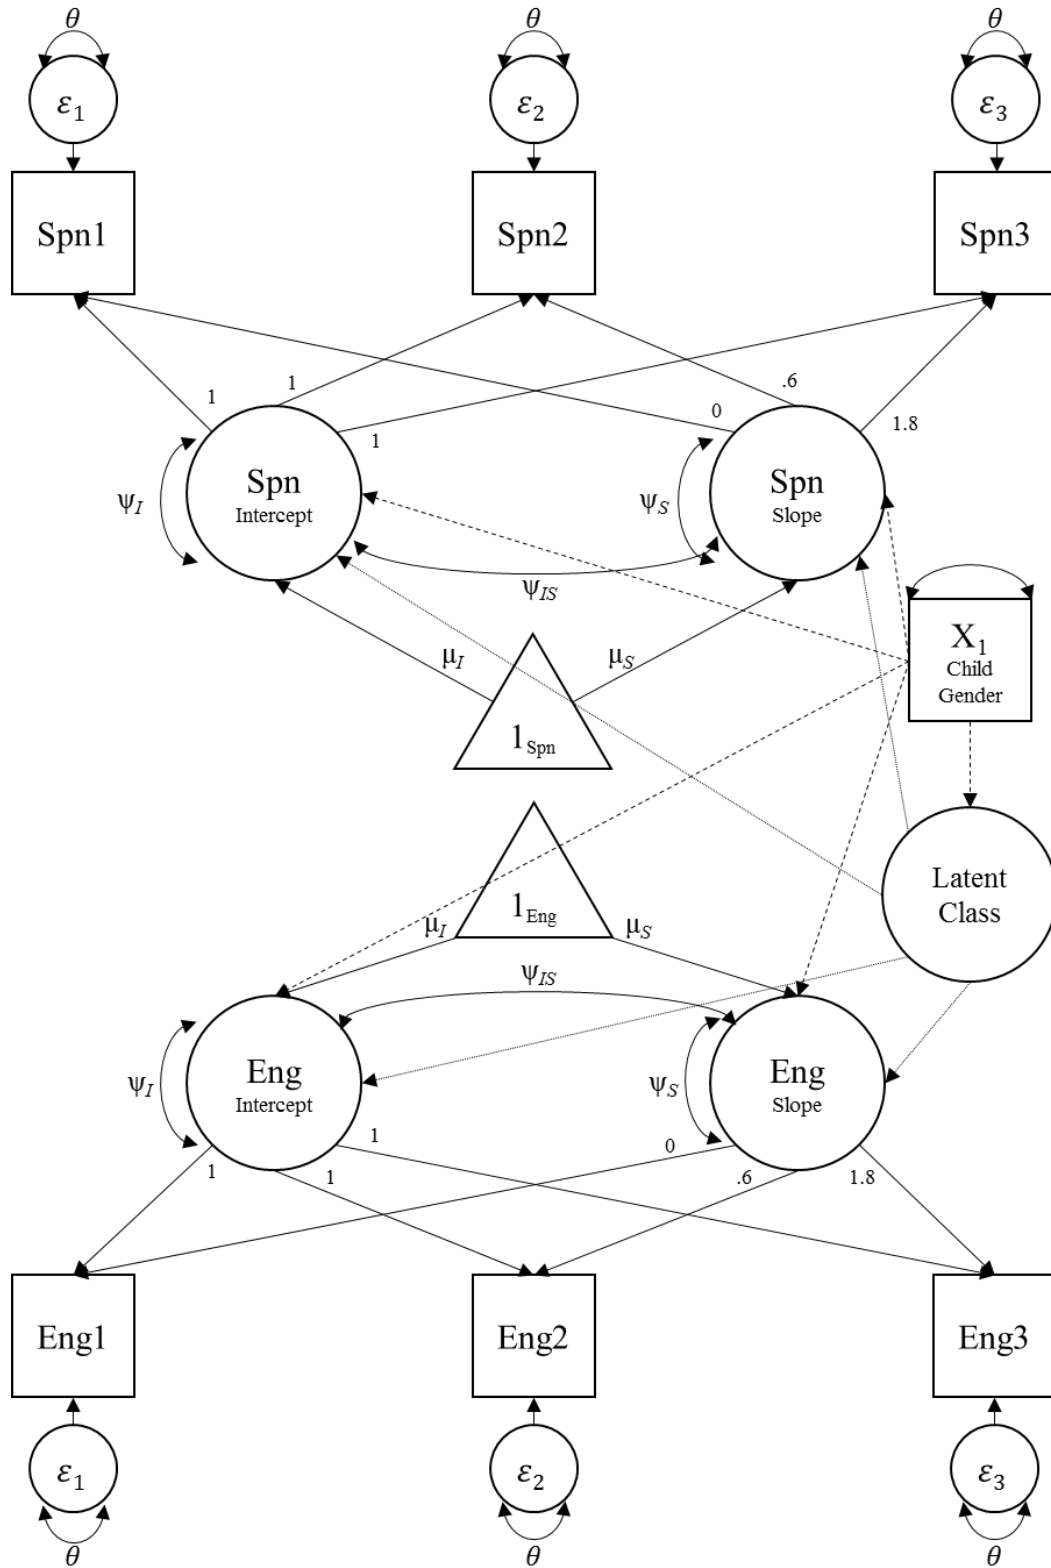 θ θ θ
ε₁ ε₂ ε₃
Spn1 Spn2 Spn3
1 1 .6
1 0 1.8
Spn Spn
Intercept Slope
ψI ψS
ψIS
μI μS
1Spn
X₁
Child
Gender
1Eng
Latent
Class
μI μS
ψIS
Eng Eng
Intercept Slope
ψI ψS
1 0
1 1 .6 1.8
Eng1 Eng2 Eng3
ε₁ ε₂ ε₃
θ θ θ